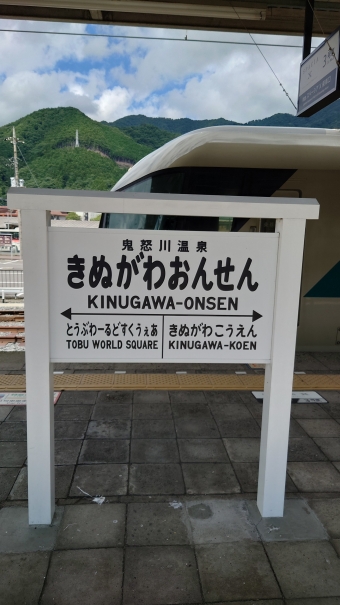 鬼怒川温泉
きぬがわおんせん
KINUGAWA-ONSEN
とうぶわーるどすくうぇあ
TOBU WORLD SQUARE
きぬがわこうえん
KINUGAWA-KOEN